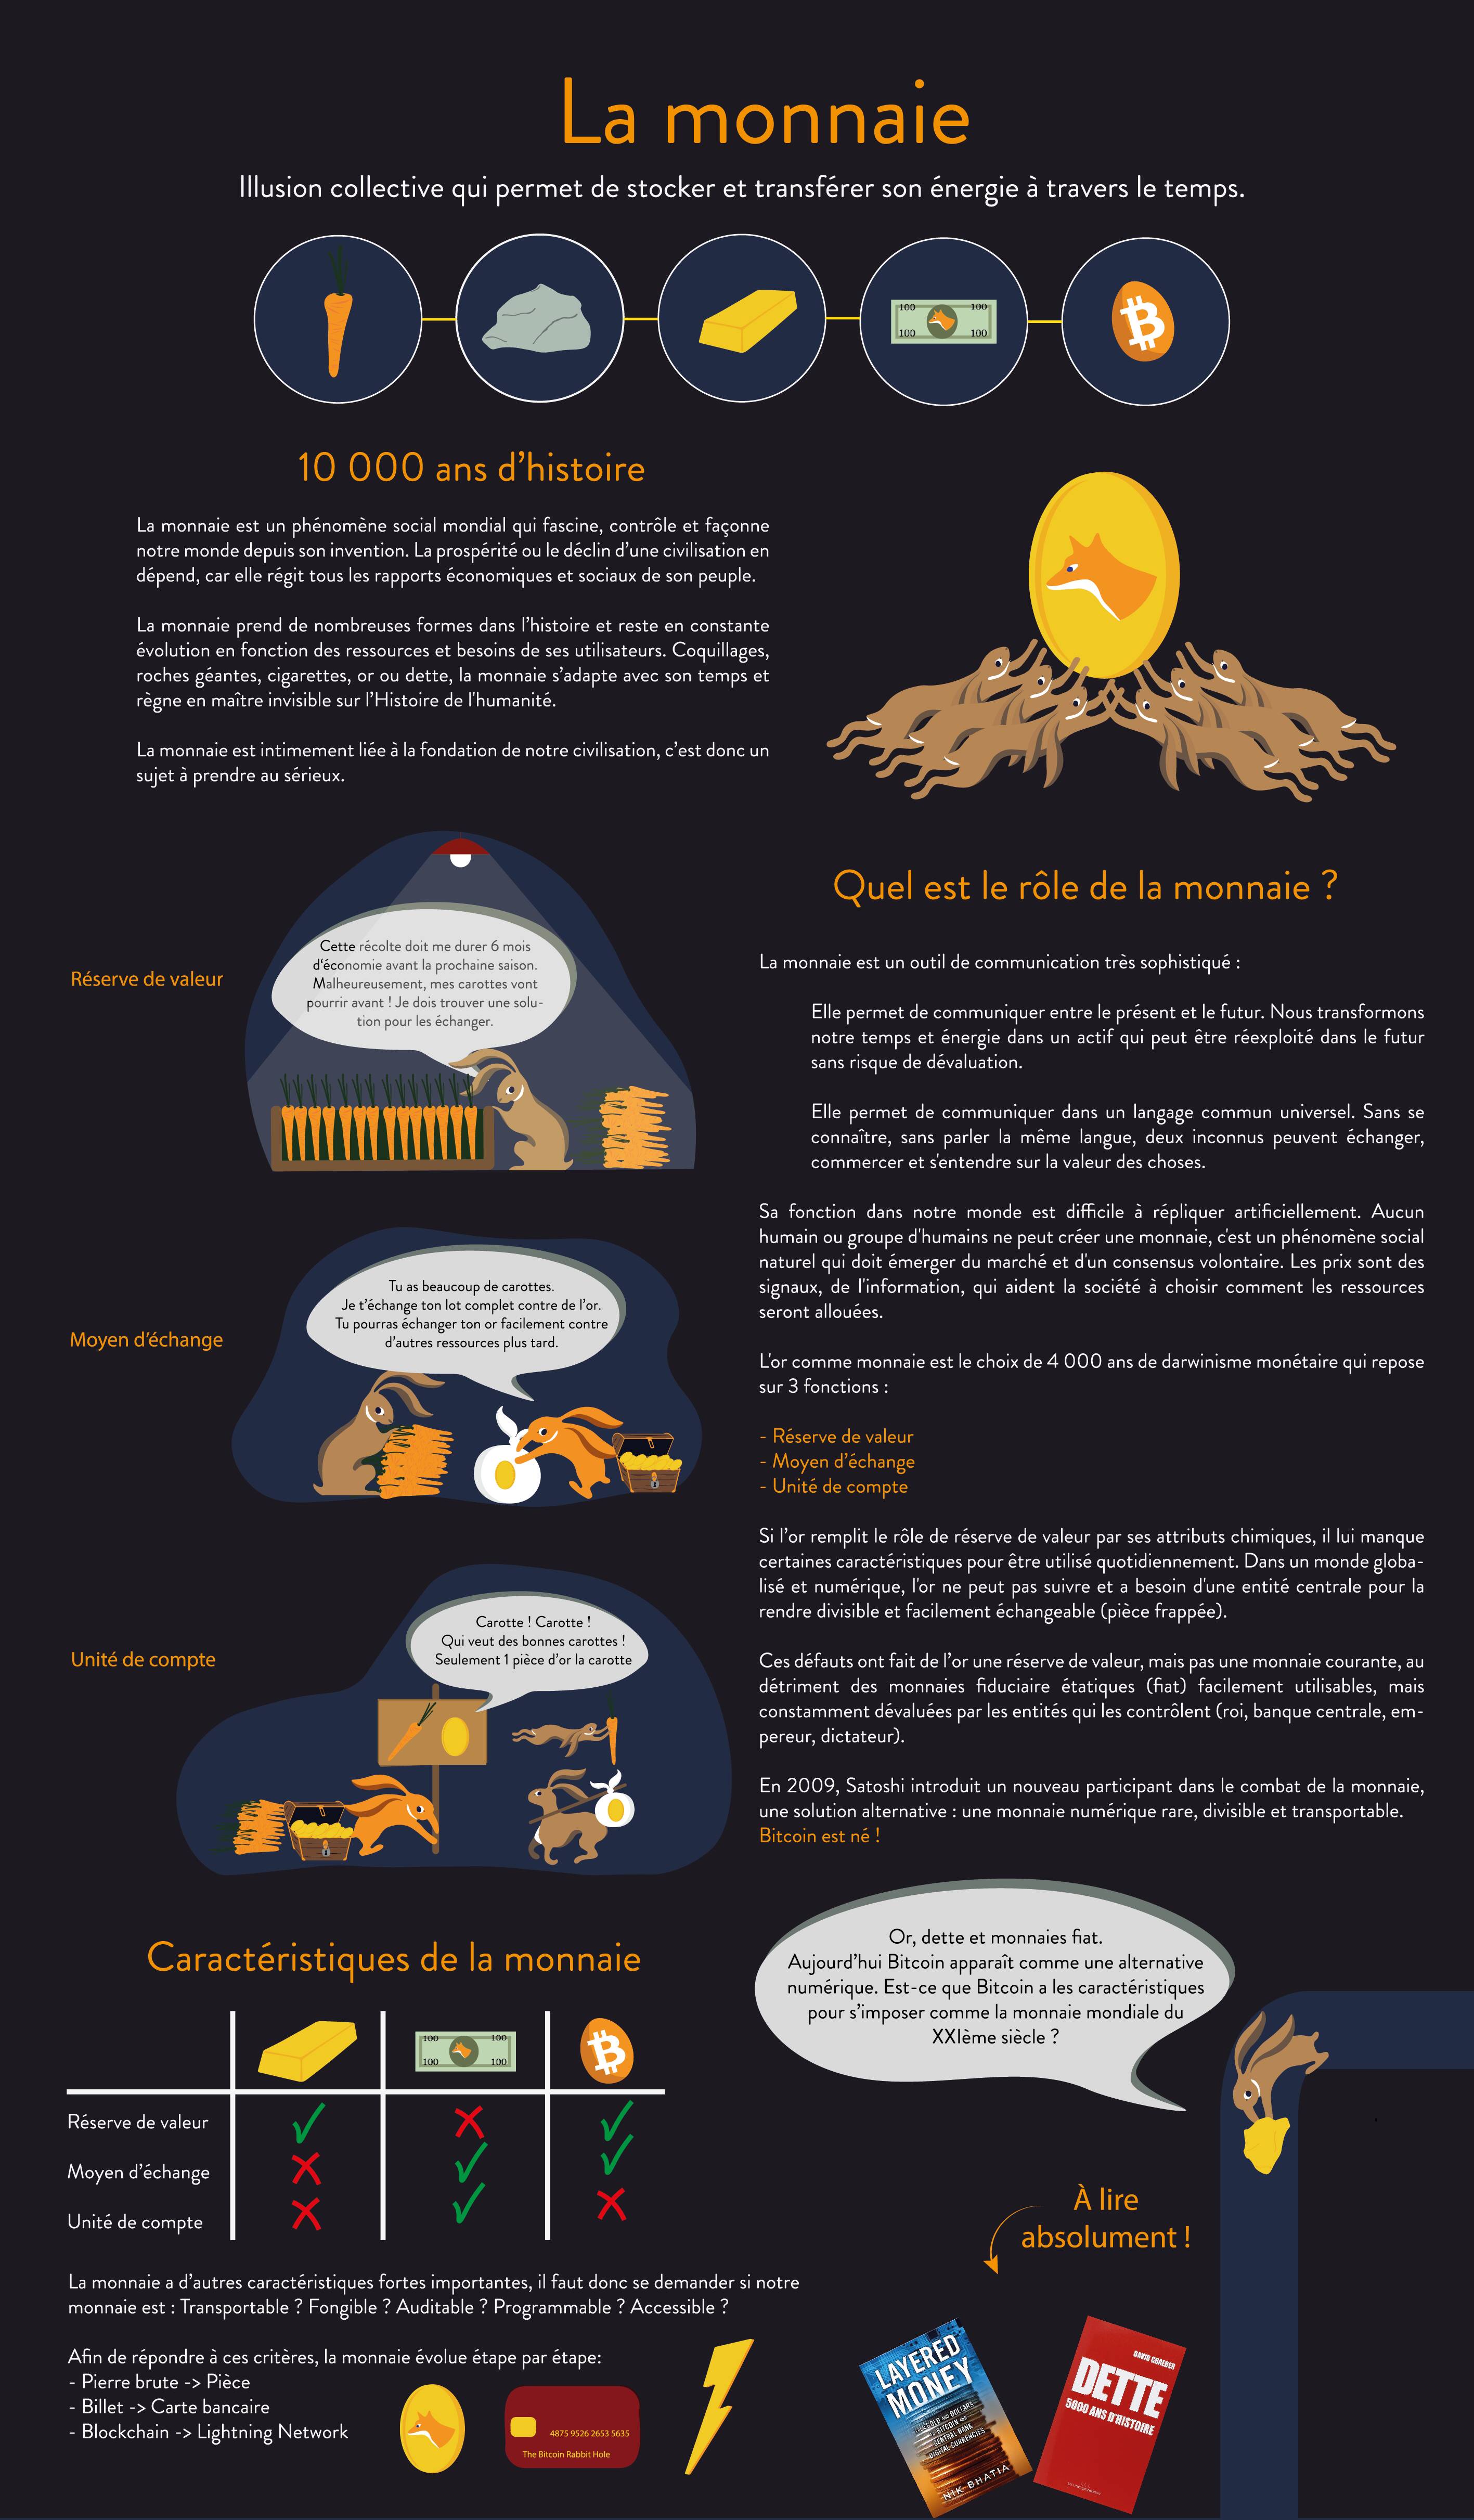 La monnaie
Illusion collective qui permet de stocker et transférer son énergie à travers le temps.
100 100
100 100
10 000 ans d’histoire
La monnaie est un phénomène social mondial qui fascine, contrôle et façonne
notre monde depuis son invention. La prospérité ou le déclin d’une civilisation en
dépend, car elle régit tous les rapports économiques et sociaux de son peuple.
La monnaie prend de nombreuses formes dans l’histoire et reste en constante
évolution en fonction des ressources et besoins de ses utilisateurs. Coquillages,
roches géantes, cigarettes, or ou dette, la monnaie s’adapte avec son temps et
règne en maître invisible sur l’Histoire de l'humanité.
La monnaie est intimement liée à la fondation de notre civilisation, c’est donc un
sujet à prendre au sérieux.
Réserve de valeur
Cette récolte doit me durer 6 mois
d'économie avant la prochaine saison.
Malheureusement, mes carottes vont
pourrir avant ! Je dois trouver une solu-
tion pour les échanger.
Moyen d’échange
Tu as beaucoup de carottes.
Je t’échange ton lot complet contre de l’or.
Tu pourras échanger ton or facilement contre
d’autres ressources plus tard.
Unité de compte
Carotte ! Carotte !
Qui veut des bonnes carottes !
Seulement 1 pièce d’or la carotte
Quel est le rôle de la monnaie ?
La monnaie est un outil de communication très sophistiqué :
Elle permet de communiquer entre le présent et le futur. Nous transformons
notre temps et énergie dans un actif qui peut être réexploité dans le futur
sans risque de dévaluation.
Elle permet de communiquer dans un langage commun universel. Sans se
connaître, sans parler la même langue, deux inconnus peuvent échanger,
commercer et s'entendre sur la valeur des choses.
Sa fonction dans notre monde est difficile à répliquer artificiellement. Aucun
humain ou groupe d'humains ne peut créer une monnaie, c'est un phénomène social
naturel qui doit émerger du marché et d'un consensus volontaire. Les prix sont des
signaux, de l'information, qui aident la société à choisir comment les ressources
seront allouées.
L'or comme monnaie est le choix de 4 000 ans de darwinisme monétaire qui repose
sur 3 fonctions :
- Réserve de valeur
- Moyen d’échange
- Unité de compte
Si l’or remplit le rôle de réserve de valeur par ses attributs chimiques, il lui manque
certaines caractéristiques pour être utilisé quotidiennement. Dans un monde globa-
lisé et numérique, l'or ne peut pas suivre et a besoin d'une entité centrale pour la
rendre divisible et facilement échangeable (pièce frappée).
Ces défauts ont fait de l’or une réserve de valeur, mais pas une monnaie courante, au
détriment des monnaies fiduciaire étatiques (fiat) facilement utilisables, mais
constamment dévaluées par les entités qui les contrôlent (roi, banque centrale, em-
pereur, dictateur).
En 2009, Satoshi introduit un nouveau participant dans le combat de la monnaie,
une solution alternative : une monnaie numérique rare, divisible et transportable.
Bitcoin est né !
Or, dette et monnaies fiat.
Aujourd’hui Bitcoin apparaît comme une alternative
numérique. Est-ce que Bitcoin a les caractéristiques
pour s’imposer comme la monnaie mondiale du
XXIème siècle ?
Caractéristiques de la monnaie
100 100
100 100
Réserve de valeur
Moyen d’échange
Unité de compte
La monnaie a d’autres caractéristiques fortes importantes, il faut donc se demander si notre
monnaie est : Transportable ? Fongible ? Auditable ? Programmable ? Accessible ?
Afin de répondre à ces critères, la monnaie évolue étape par étape:
- Pierre brute -> Pièce
- Billet -> Carte bancaire
- Blockchain -> Lightning Network
4875 9526 2653 5635
The Bitcoin Rabbit Hole
À lire
absolument !
LAYERED
MONEY
FROM GOLD AND DOLLARS
TO BITCOIN AND
CENTRAL BANK
DIGITAL CURRENCIES
NIK BHATIA
DAVID GRAEBER
DETTE
5000 ANS D'HISTOIRE